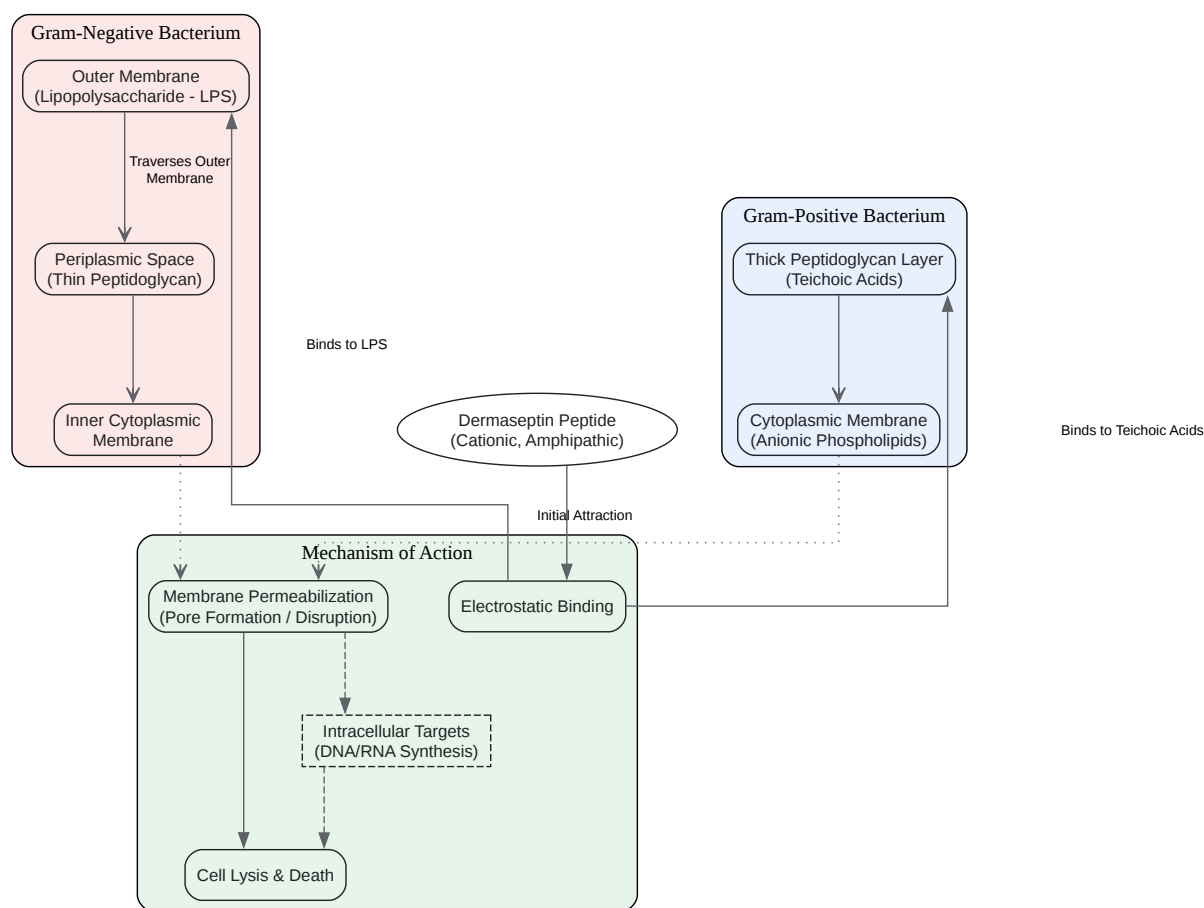 Gram-Negative Bacterium
Outer Membrane
(Lipopolysaccharide - LPS)
Traverses Outer
Membrane
Periplasmic Space
(Thin Peptidoglycan)
Inner Cytoplasmic
Membrane
Binds to LPS
Dermaseptin Peptide
(Cationic, Amphipathic)
Initial Attraction
Gram-Positive Bacterium
Thick Peptidoglycan Layer
(Teichoic Acids)
Cytoplasmic Membrane
(Anionic Phospholipids)
Binds to Teichoic Acids
Mechanism of Action
Membrane Permeabilization
(Pore Formation / Disruption)
Electrostatic Binding
Intracellular Targets
(DNA/RNA Synthesis)
Cell Lysis & Death